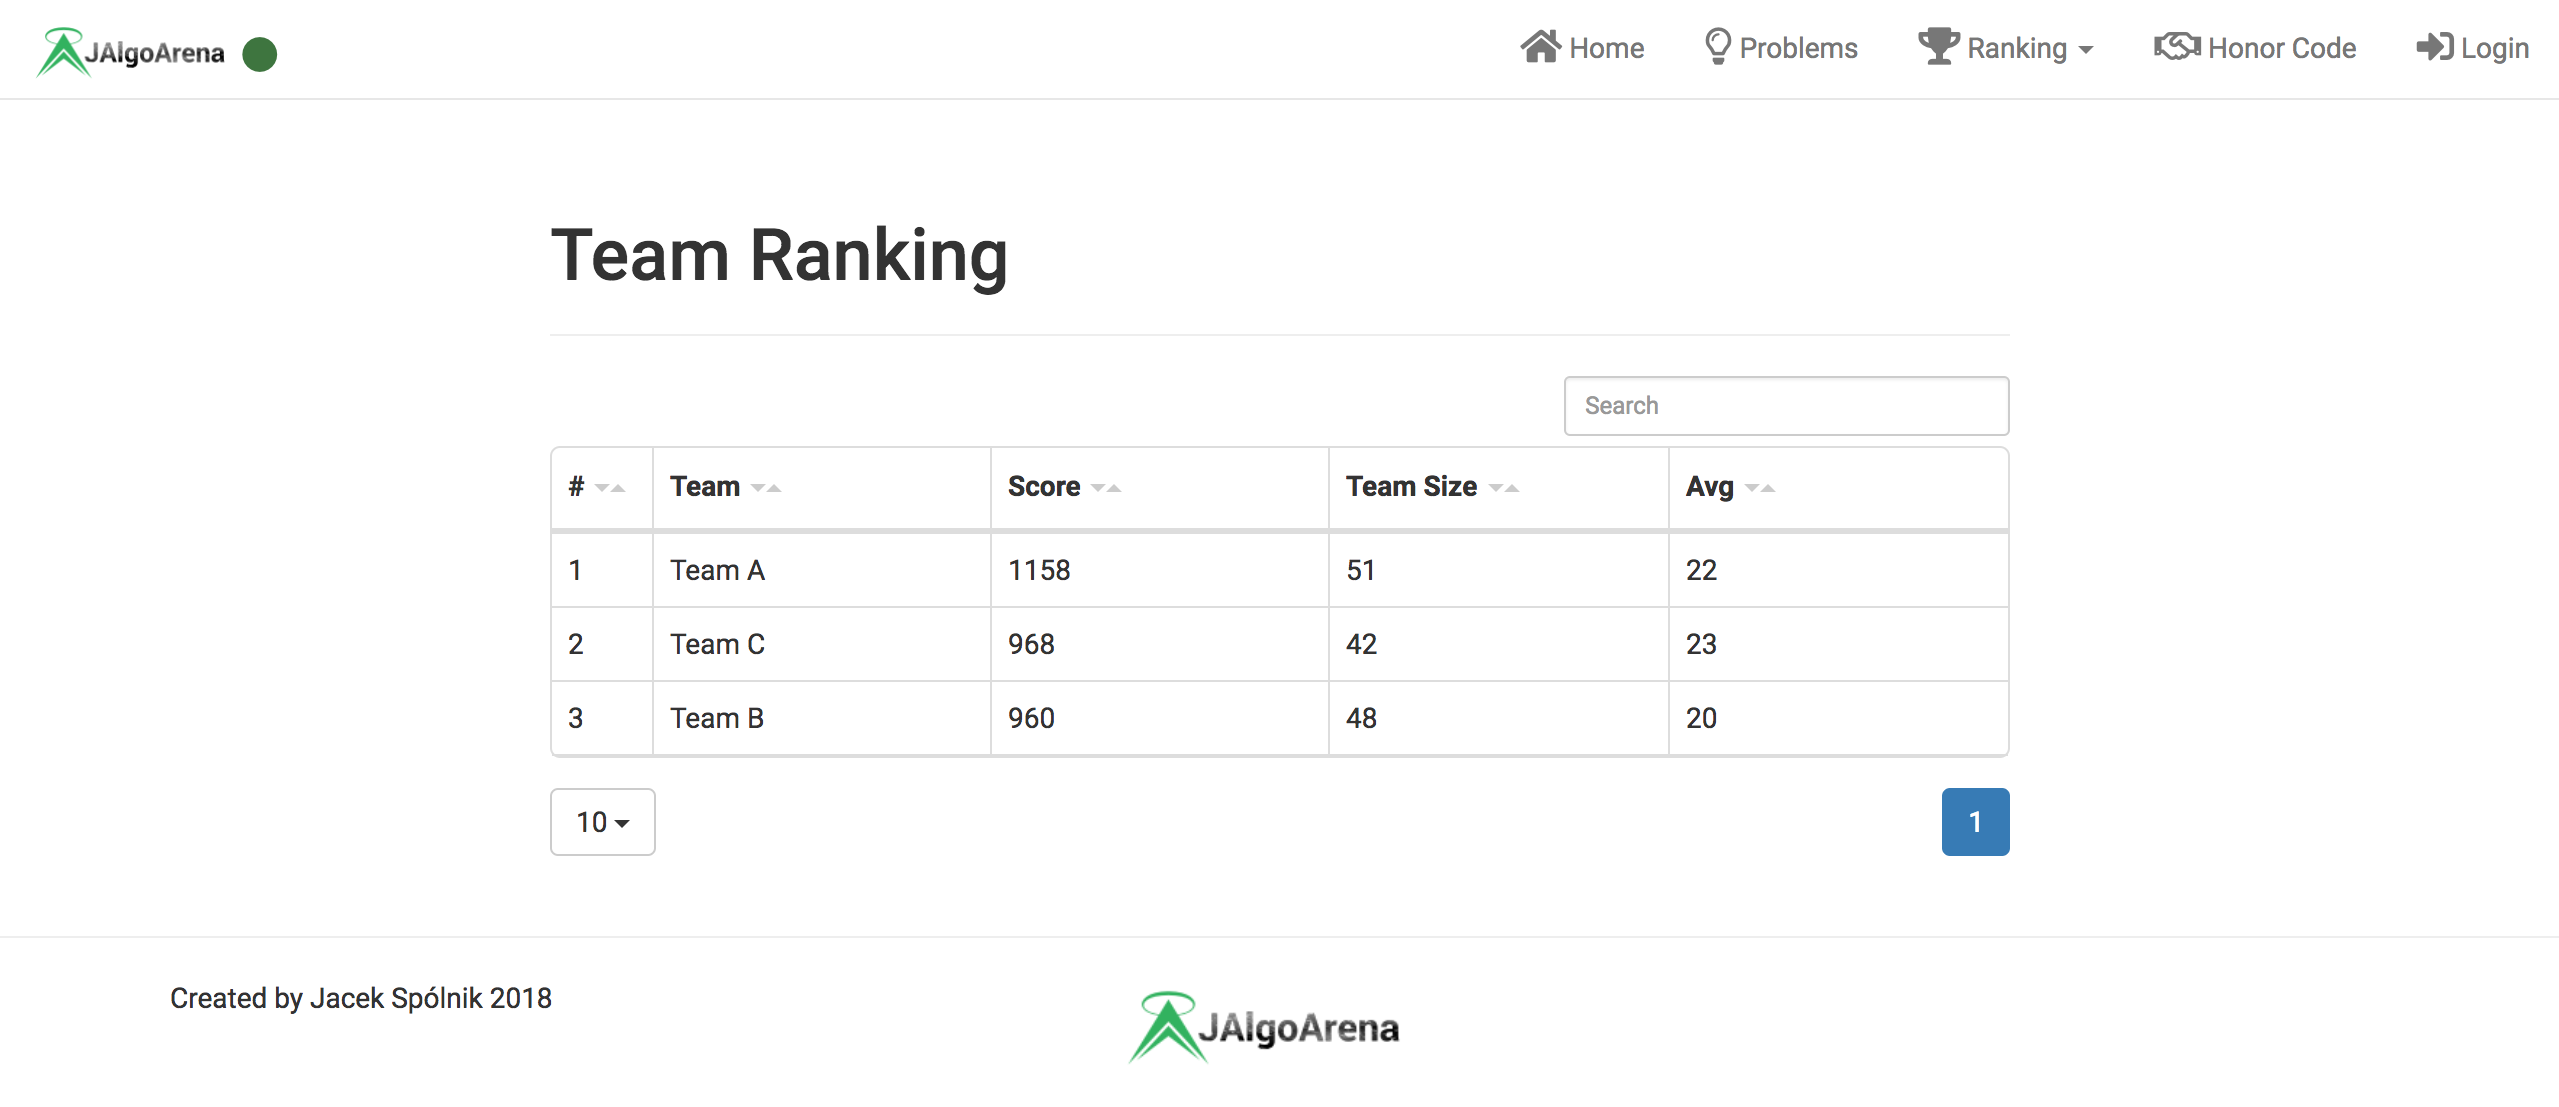 JAlgoArena Home Problems Ranking Honor Code Login
Team Ranking
Search
# Team Score Team Size Avg
1 Team A 1158 51 22
2 Team C 968 42 23
3 Team B 960 48 20
10 1
Created by Jacek Spólnik 2018
JAlgoArena